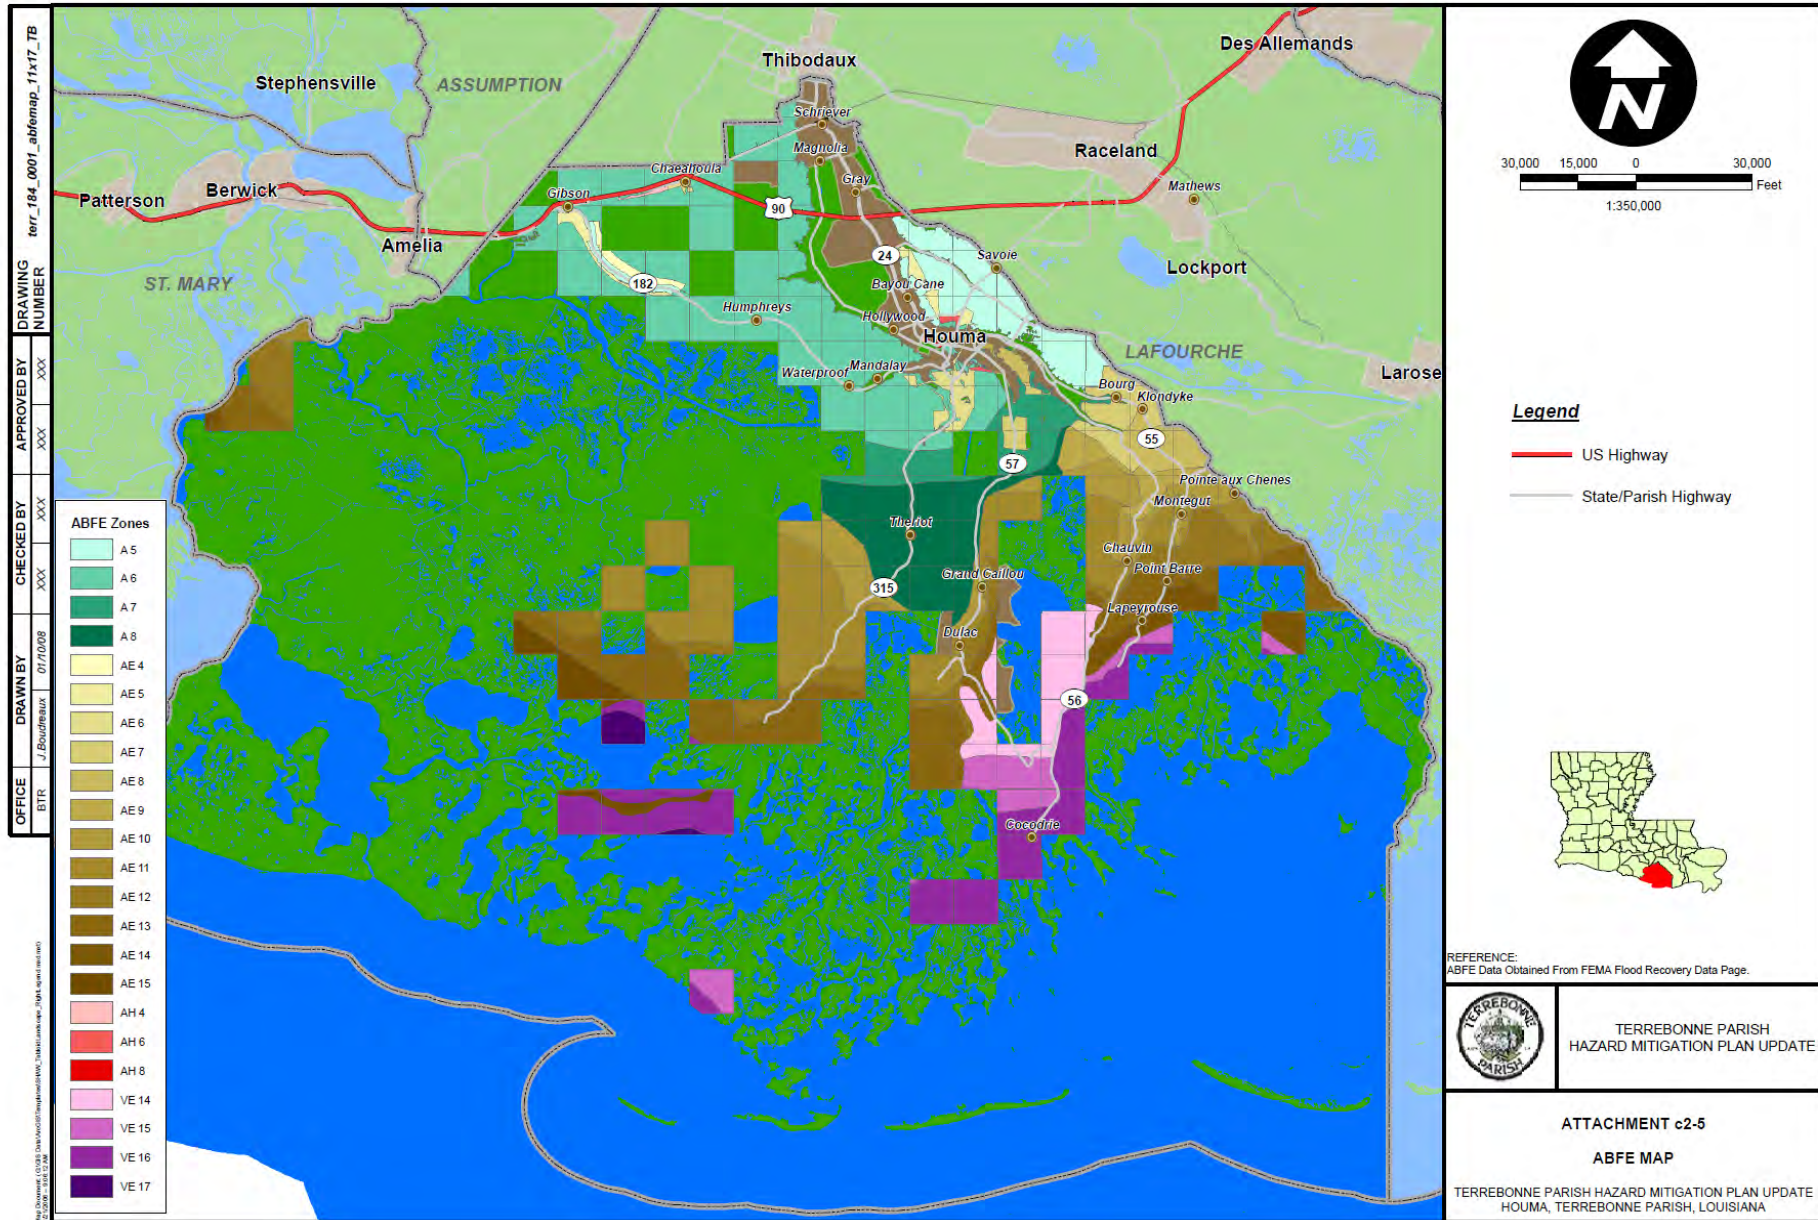 terr_184_0001_abfemap_11x17_TB
DRAWING
NUMBER
APPROVED BY
XXX
XXX
CHECKED BY
XXX
XXX
DRAWN BY
01/10/08
J.Boudreaux
OFFICE
BTR
Thibodaux
Des Allemands
Stephensville
ASSUMPTION
Schriever
Magnolia
Raceland
Chacahoula
Gray
Mathews
Patterson
Berwick
Gibson
90
Amelia
24
Savoie
Lockport
ST. MARY
182
Bayou Cane
Humphreys
Hollywood
Houma
LAFOURCHE
Waterproof
Mandalay
Larose
Bourg
Klondyke
55
57
Pointe aux Chenes
Montegut
Theriot
Chauvin
Point Barre
Grand Caillou
315
Lapeyrouse
Dulac
56
Cocodrie
ABFE Zones
A 5
A 6
A 7
A 8
AE 4
AE 5
AE 6
AE 7
AE 8
AE 9
AE 10
AE 11
AE 12
AE 13
AE 14
AE 15
AH 4
AH 6
AH 8
VE 14
VE 15
VE 16
VE 17
N
30,000 15,000 0 30,000
Feet
1:350,000
Legend
US Highway
State/Parish Highway
REFERENCE:
ABFE Data Obtained From FEMA Flood Recovery Data Page.
TERREBONNE
PARISH
TERREBONNE PARISH
HAZARD MITIGATION PLAN UPDATE
ATTACHMENT c2-5
ABFE MAP
TERREBONNE PARISH HAZARD MITIGATION PLAN UPDATE
HOUMA, TERREBONNE PARISH, LOUISIANA